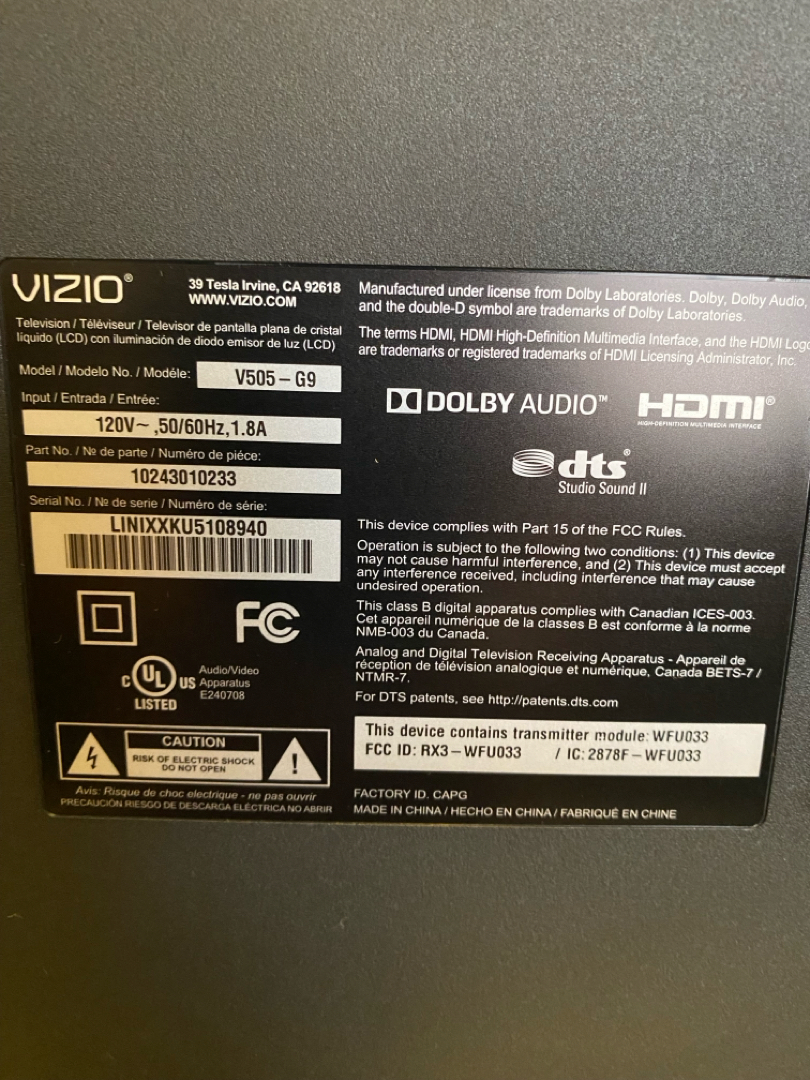 VIZIO®
39 Tesla Irvine, CA 92618
WWW.VIZIO.COM
Television / Téléviseur / Televisor de pantalla plana de cristal
líquido (LCD) con iluminación de diodo emisor de luz (LCD)
Model / Modelo No. / Modéle:
V505-G9
Input / Entrada / Entrée:
120V~ ,50/60Hz,1.8A
Part No. / № de parte / Numéro de piéce:
10243010233
Serial No. / № de serie / Numéro de série:
LINIXXKU5108940
FC
C UL US
LISTED
Audio/Video
Apparatus
E240708
CAUTION
RISK OF ELECTRIC SHOCK
DO NOT OPEN
!
Avis: Risque de choc electrique - ne pas ouvrir
PRECAUCIÓN RIESGO DE DESCARGA ELÉCTRICA NO ABRIR
Manufactured under license from Dolby Laboratories. Dolby, Dolby Audio,
and the double-D symbol are trademarks of Dolby Laboratories.
The terms HDMI, HDMI High-Definition Multimedia Interface, and the HDMI Logo
are trademarks or registered trademarks of HDMI Licensing Administrator, Inc.
DOLBY AUDIO™
HDMI®
HIGH-DEFINITION MULTIMEDIA INTERFACE
dts®
Studio Sound II
This device complies with Part 15 of the FCC Rules.
Operation is subject to the following two conditions: (1) This device
may not cause harmful interference, and (2) This device must accept
any interference received, including interference that may cause
undesired operation.
This class B digital apparatus complies with Canadian ICES-003.
Cet appareil numérique de la classes B est conforme à la norme
NMB-003 du Canada.
Analog and Digital Television Receiving Apparatus - Appareil de
réception de télévision analogique et numérique, Canada BETS-7 /
NTMR-7.
For DTS patents, see http://patents.dts.com
This device contains transmitter module: WFU033
FCC ID: RX3-WFU033 / IC: 2878F-WFU033
FACTORY ID. CAPG
MADE IN CHINA / HECHO EN CHINA / FABRIQUÉ EN CHINE